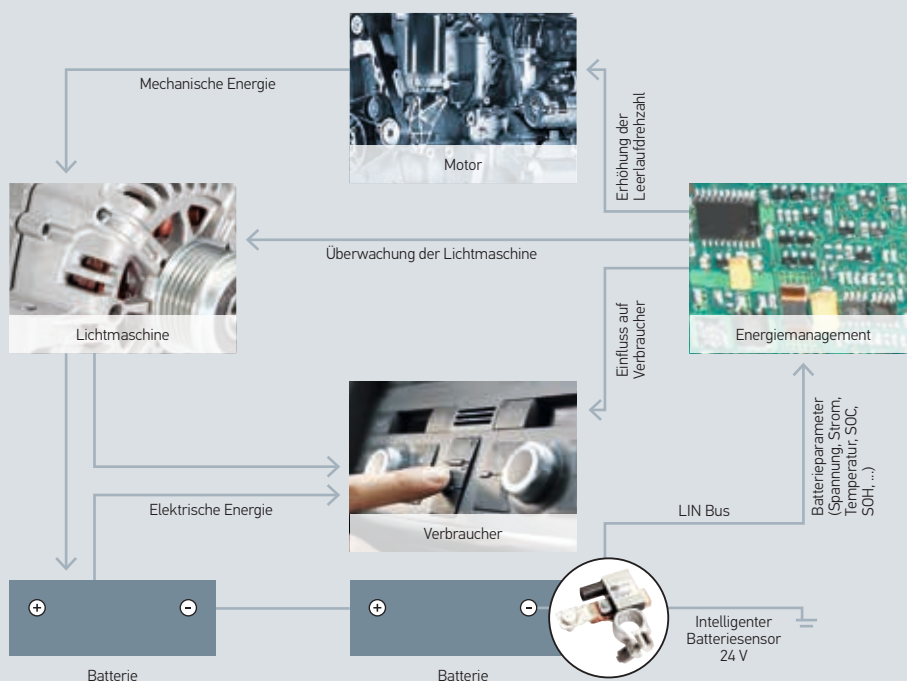 Mechanische Energie
Motor
Erhöhung der
Leerlaufdrehzahl
Überwachung der Lichtmaschine
Lichtmaschine
Energiemanagement
Einfluss auf
Verbraucher
Batterieparameter
(Spannung, Strom,
Temperatur, SOC,
SOH, ...)
Elektrische Energie
Verbraucher
LIN Bus
+
-
+
-
Intelligenter
Batteriesensor
24 V
Batterie
Batterie